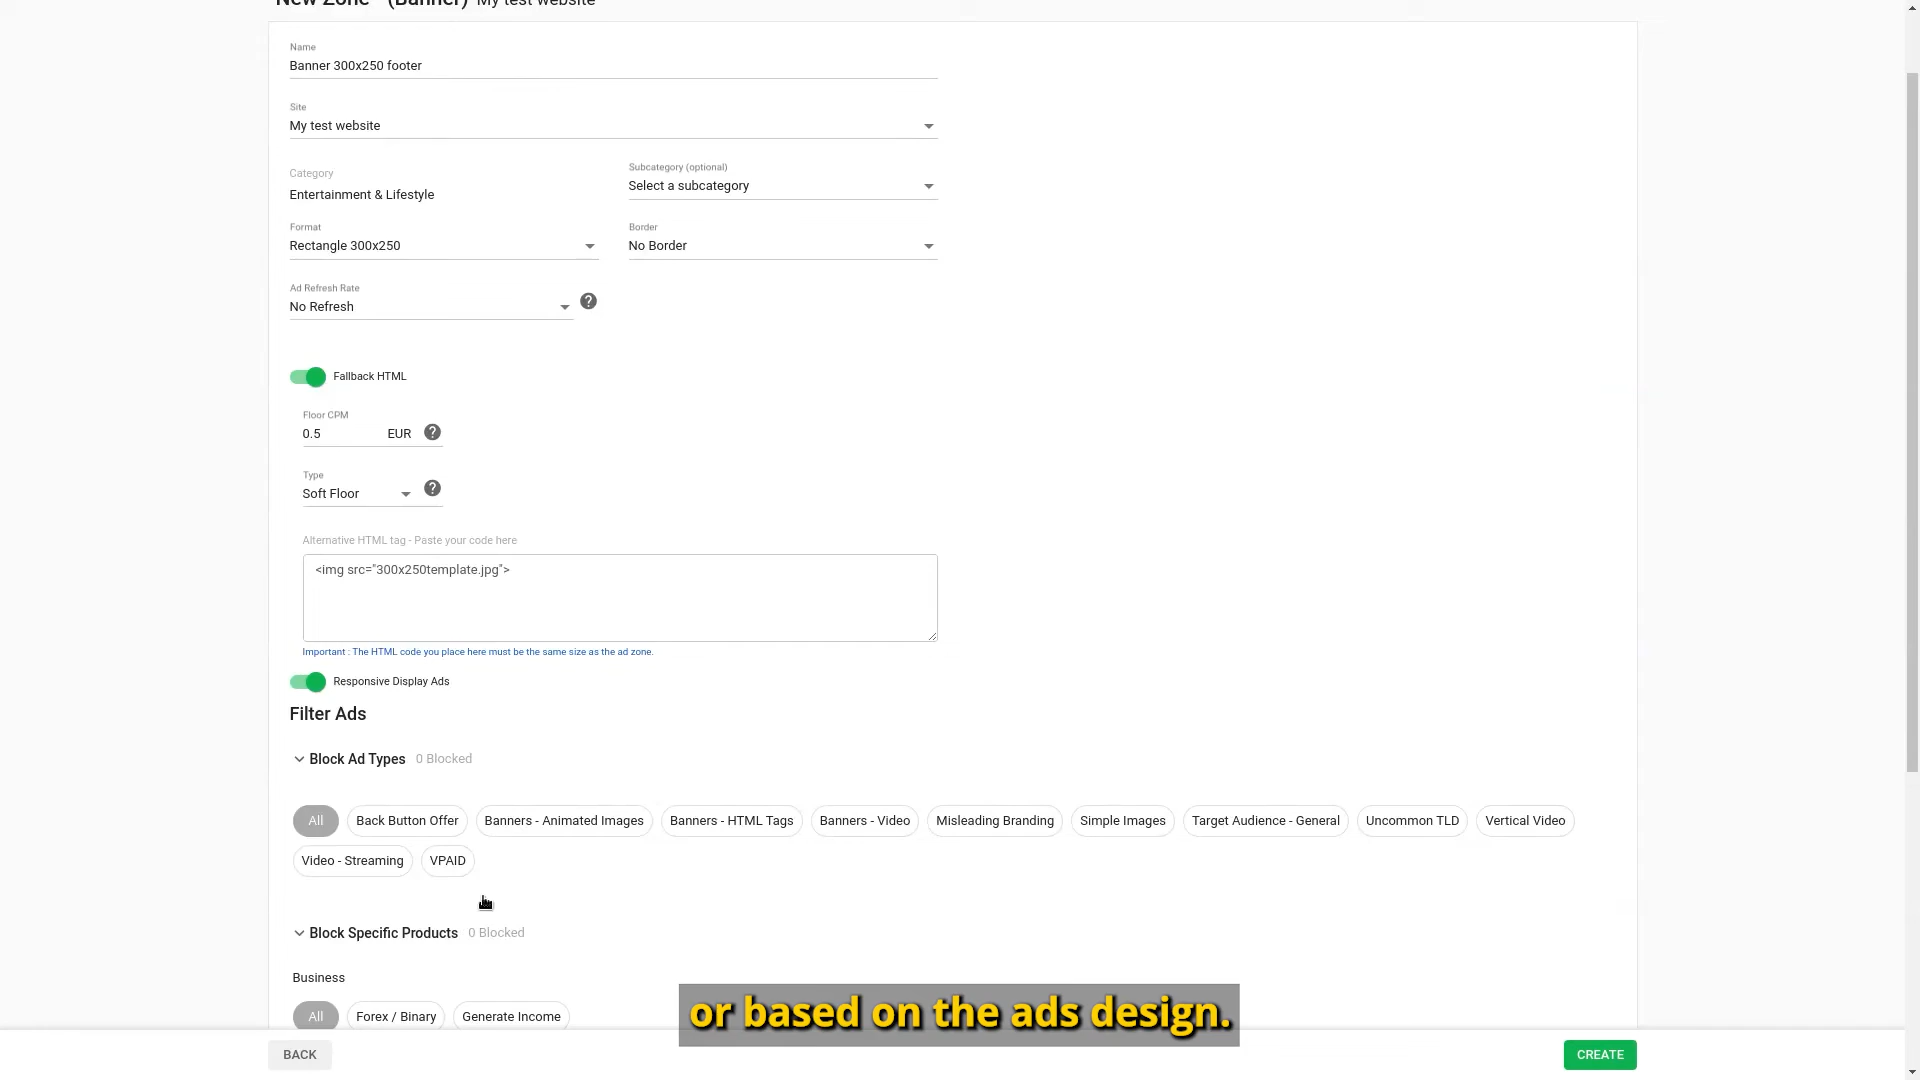 New Zone - (Banner) My test website
Name
Banner 300x250 footer
Site
My test website
Category
Entertainment & Lifestyle
Subcategory (optional)
Select a subcategory
Format
Rectangle 300x250
Border
No Border
Ad Refresh Rate
No Refresh
?
Fallback HTML
Floor CPM
0.5 EUR ?
Type
Soft Floor ?
Alternative HTML tag - Paste your code here
<img src="300x250template.jpg">
Important : The HTML code you place here must be the same size as the ad zone.
Responsive Display Ads
Filter Ads
Block Ad Types 0 Blocked
All Back Button Offer Banners - Animated Images Banners - HTML Tags Banners - Video Misleading Branding Simple Images Target Audience - General Uncommon TLD Vertical Video
Video - Streaming VPAID
Block Specific Products 0 Blocked
Business
All Forex / Binary Generate Income
or based on the ads design.
BACK CREATE